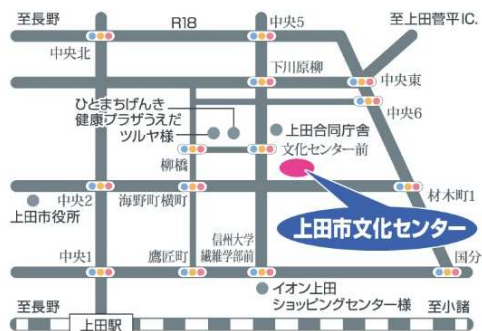 至長野
R18
中央5
至上田菅平IC.
中央北
下川原柳
中央東
ひとまちげんき
健康プラザうえだ
ツルヤ様
上田合同庁舎
中央6
柳橋
文化センター前
中央2
海野町横町
材木町1
上田市役所
上田市文化センター
中央1
鷹匠町
信州大学
繊維学部前
国分
イオン上田
ショッピングセンター様
至長野
至小諸
上田駅